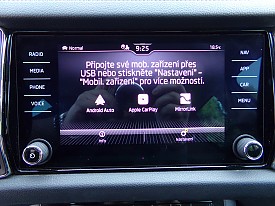 RADIO
MEDIA
PHONE
VOICE
Normal
9:25
18.5
Připojte své mob. zařízení přes
USB nebo stiskněte "Nastavení" -
"Mobil. zařízení" pro více možností.
Android Auto
Apple CarPlay
MirrorLink
Info
Nastavení
NAV
APP
CAR
MENU